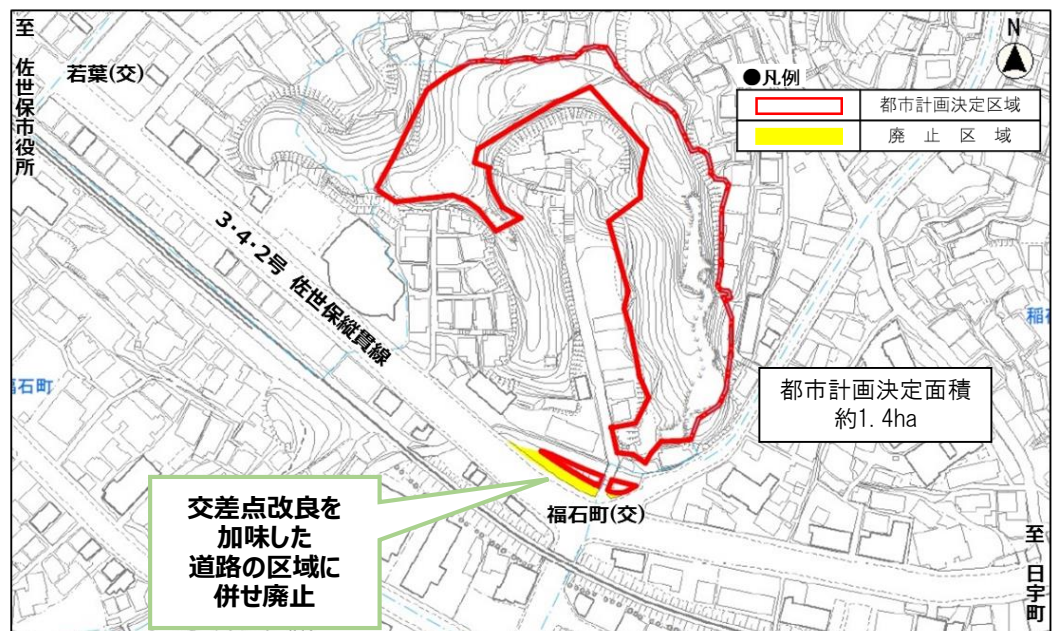 至
佐世保市役所
若葉(交)
N
●凡例
都市計画決定区域
廃止区域
3・4・2号 佐世保縦貫線
福石町
稲
都市計画決定面積
約1.4ha
交差点改良を
加味した
道路の区域に
併せ廃止
福石町(交)
至
日宇町